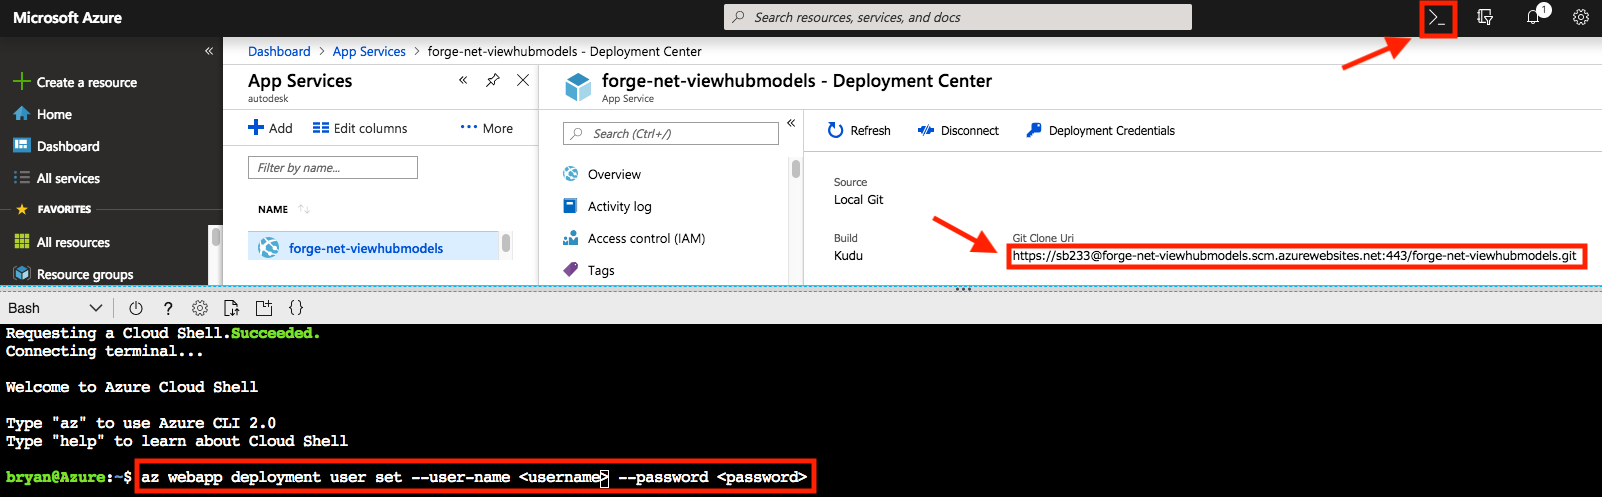 Microsoft Azure
Search resources, services, and docs
>_
1
Dashboard > App Services > forge-net-viewhubmodels - Deployment Center
Create a resource
Home
Dashboard
All services
FAVORITES
All resources
Resource groups
App Services
autodesk
Add
Edit columns
••• More
Filter by name...
NAME
forge-net-viewhubmodels
forge-net-viewhubmodels - Deployment Center
App Service
Search (Ctrl+/)
Overview
Activity log
Access control (IAM)
Tags
Refresh
Disconnect
Deployment Credentials
Source
Local Git
Build
Kudu
Git Clone Uri
https://sb233@forge-net-viewhubmodels.scm.azurewebsites.net:443/forge-net-viewhubmodels.git
Bash
? {}
Requesting a Cloud Shell.Succeeded.
Connecting terminal...
Welcome to Azure Cloud Shell
Type "az" to use Azure CLI 2.0
Type "help" to learn about Cloud Shell
bryan@Azure:~$ az webapp deployment user set --user-name <username> --password <password>